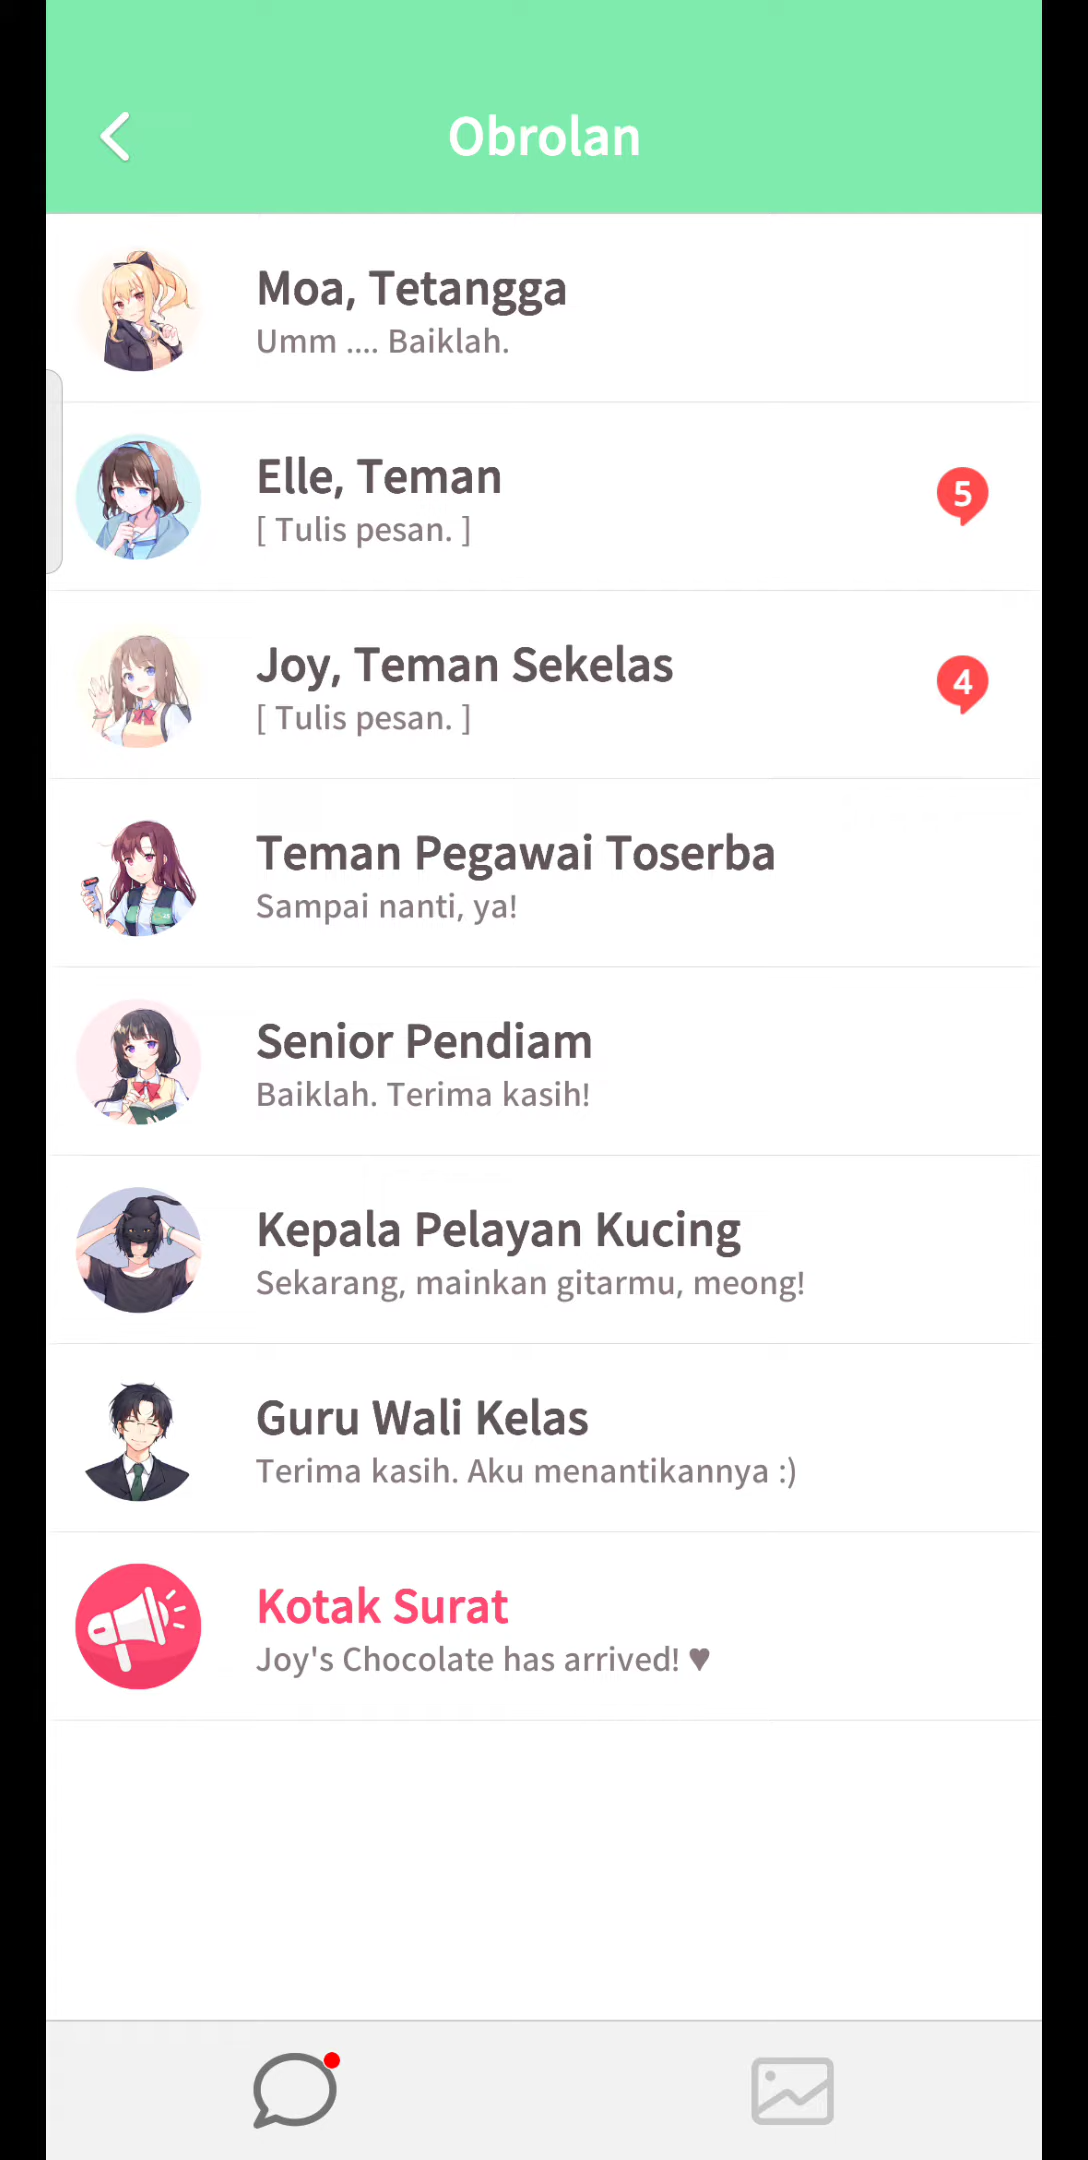 Obrolan
Moa, Tetangga
Umm .... Baiklah.
Elle, Teman
[ Tulis pesan. ]
5
Joy, Teman Sekelas
[ Tulis pesan. ]
4
Teman Pegawai Toserba
Sampai nanti, ya!
Senior Pendiam
Baiklah. Terima kasih!
Kepala Pelayan Kucing
Sekarang, mainkan gitarmu, meong!
Guru Wali Kelas
Terima kasih. Aku menantikannya :)
Kotak Surat
Joy's Chocolate has arrived! ♥